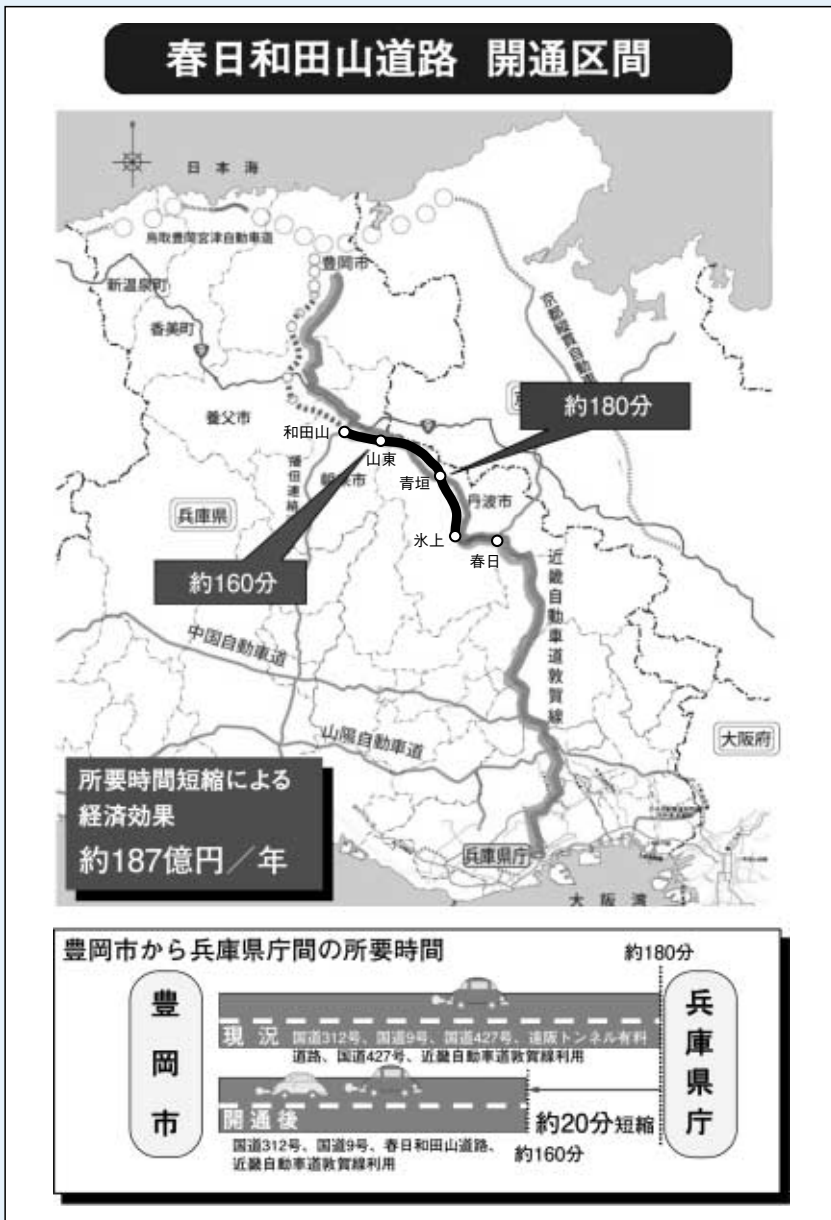 春日和田山道路 開通区間
日本海
鳥取豊岡宮津自動車道
豊岡市
新温泉町
香美町
京都縦貫自動車
約180分
養父市
和田山
山東
青垣
丹波市
兵庫県
氷上
春日
約160分
近畿自動車道敦賀線
中国自動車道
山陽自動車道
大阪府
所要時間短縮による
経済効果
約187億円／年
兵庫県庁
大阪湾
豊岡市から兵庫県庁間の所要時間
約180分
豊岡市
兵庫県庁
現況
国道312号、国道9号、国道427号、遠阪トンネル有料
道路、国道427号、近畿自動車道敦賀線利用
開通後
約20分短縮
国道312号、国道9号、春日和田山道路、
近畿自動車道敦賀線利用
約160分